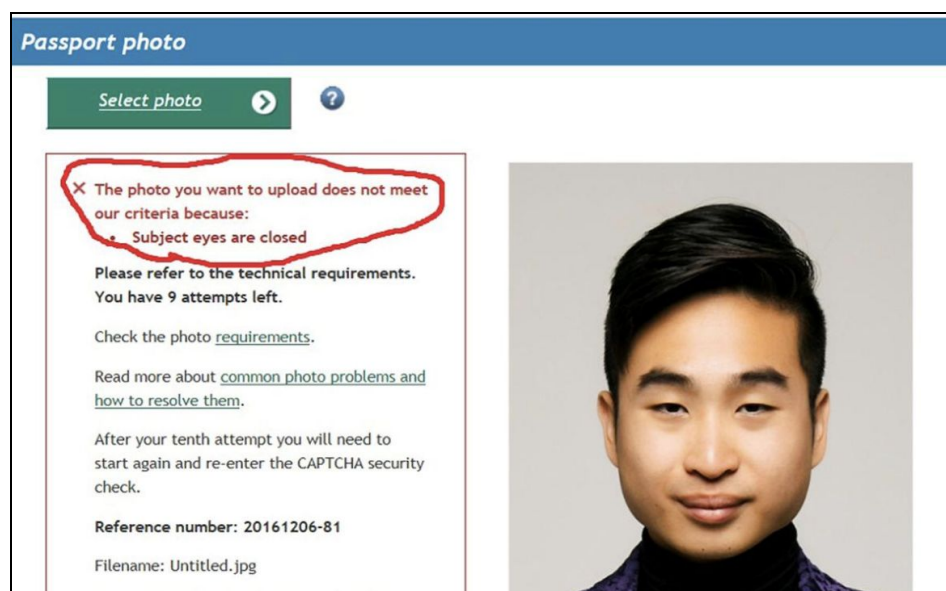 Passport photo
Select photo
?
X The photo you want to upload does not meet
our criteria because:
• Subject eyes are closed
Please refer to the technical requirements.
You have 9 attempts left.
Check the photo requirements.
Read more about common photo problems and
how to resolve them.
After your tenth attempt you will need to
start again and re-enter the CAPTCHA security
check.
Reference number: 20161206-81
Filename: Untitled.jpg